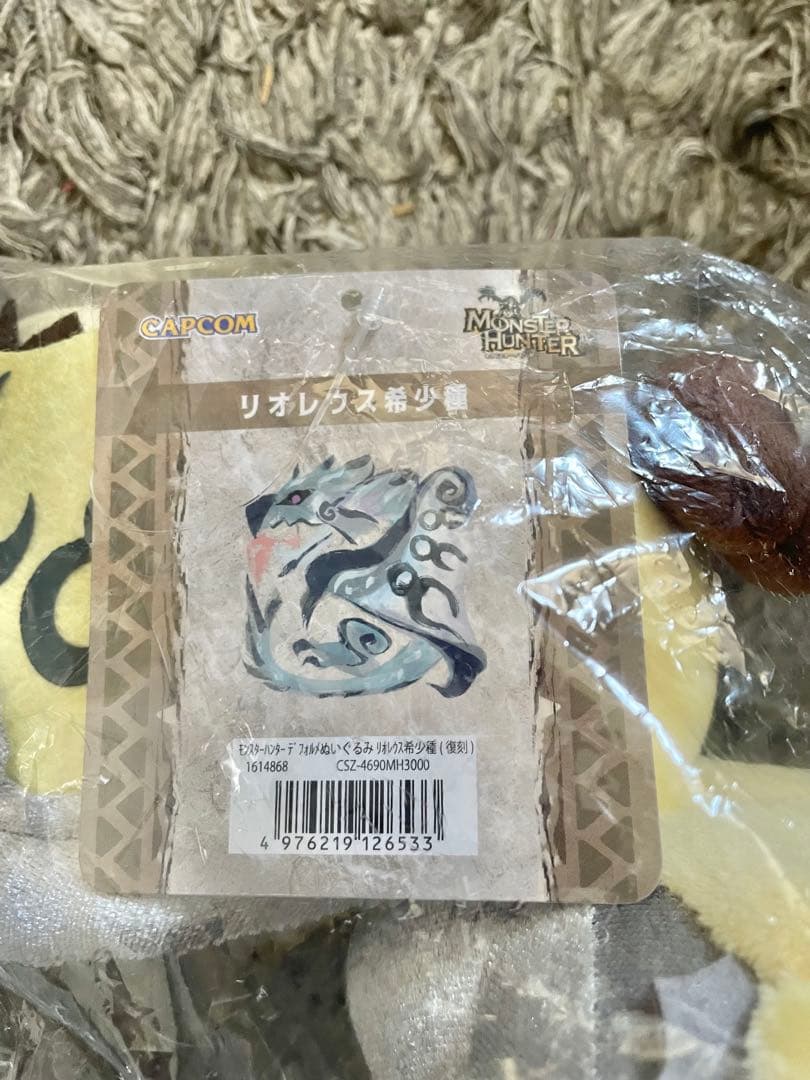 CAPCOM
MONSTER HUNTER
リオレウス希少種
ﾓﾝｽﾀｰﾊﾝﾀｰ ﾃﾞﾌｫﾙﾒぬいぐるみ ﾘｵﾚｳｽ希少種 ( 復刻 )
1614868 CSZ-4690MH3000
4 976219 126533